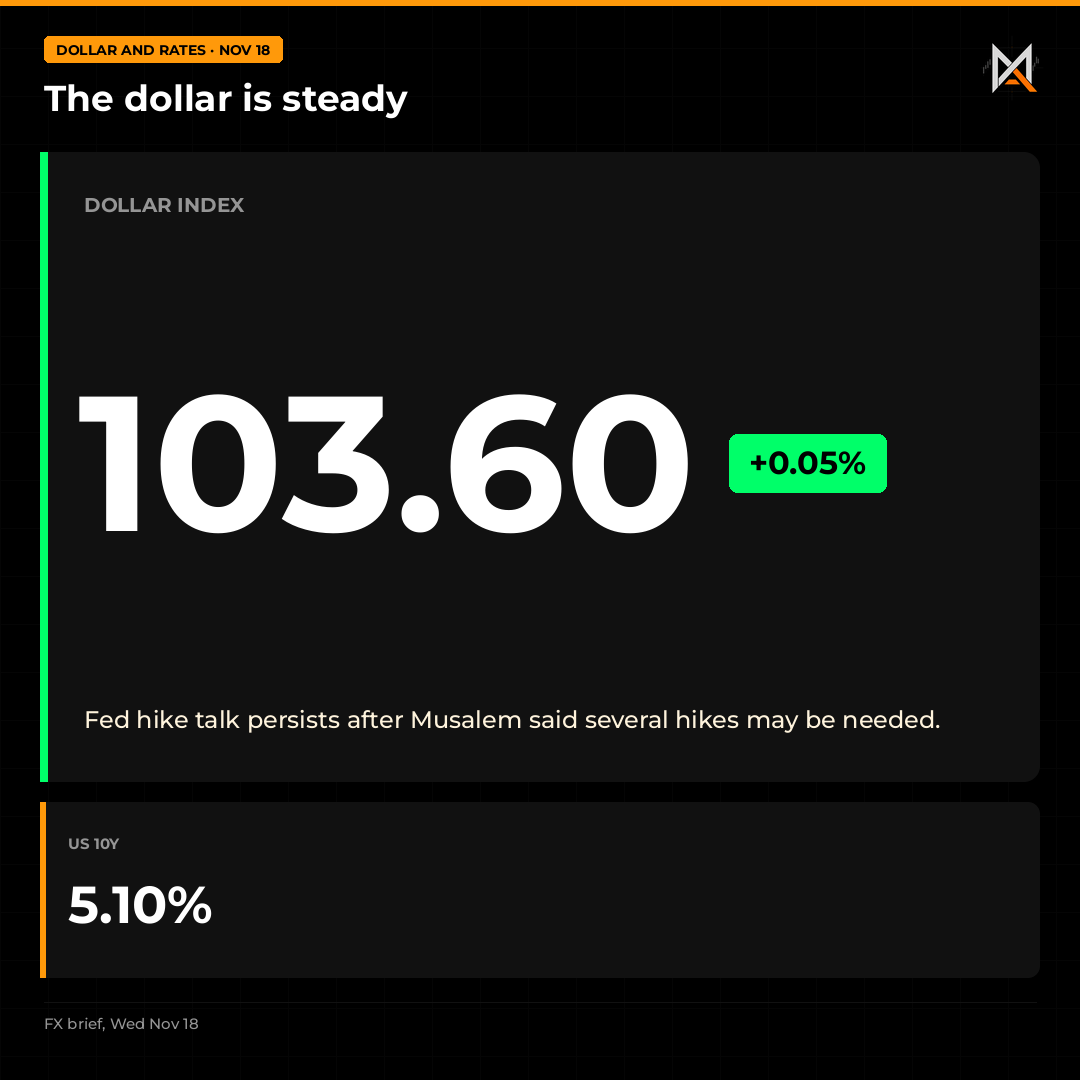 DOLLAR AND RATES · NOV 18
The dollar is steady
DOLLAR INDEX
103.60
+0.05%
Fed hike talk persists after Musalem said several hikes may be needed.
US 10Y
5.10%
FX brief, Wed Nov 18